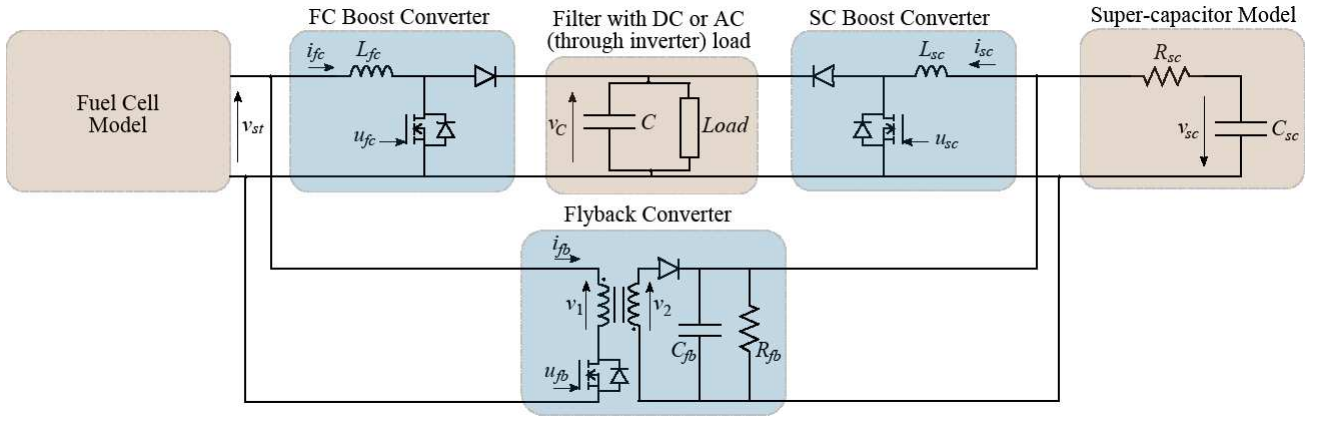 FC Boost Converter
Filter with DC or AC
(through inverter) load
SC Boost Converter
Super-capacitor Model
Fuel Cell
Model
v_st
i_fc
L_fc
u_fc
v_C
C
Load
L_sc
i_sc
u_sc
R_sc
v_sc
C_sc
Flyback Converter
i_fb
v_1
v_2
u_fb
C_fb
R_fb